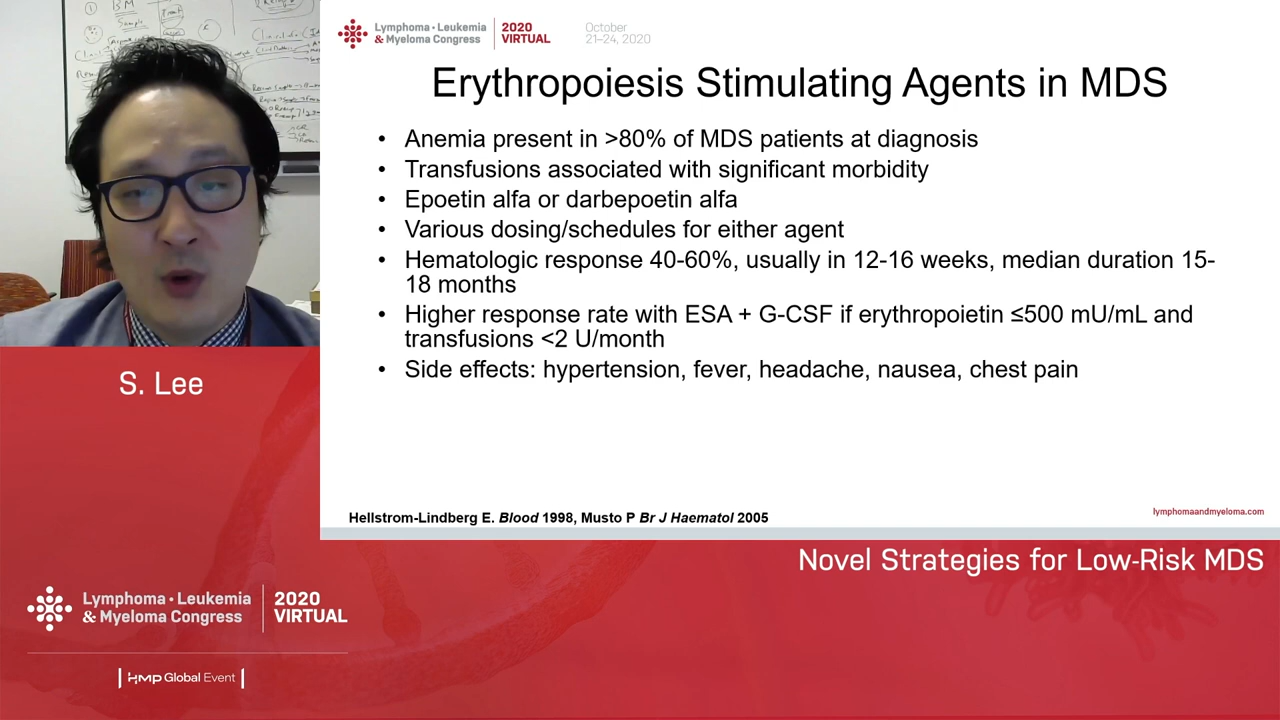 BM
Sample
Lymphoma • Leukemia
& Myeloma Congress
2020
VIRTUAL
October
21–24, 2020
Erythropoiesis Stimulating Agents in MDS
• Anemia present in >80% of MDS patients at diagnosis
• Transfusions associated with significant morbidity
• Epoetin alfa or darbepoetin alfa
• Various dosing/schedules for either agent
• Hematologic response 40-60%, usually in 12-16 weeks, median duration 15-
18 months
• Higher response rate with ESA + G-CSF if erythropoietin ≤500 mU/mL and
transfusions <2 U/month
• Side effects: hypertension, fever, headache, nausea, chest pain
Hellstrom-Lindberg E. Blood 1998, Musto P Br J Haematol 2005
lymphomaandmyeloma.com
S. Lee
Novel Strategies for Low-Risk MDS
Lymphoma • Leukemia
& Myeloma Congress
2020
VIRTUAL
HMP Global Event